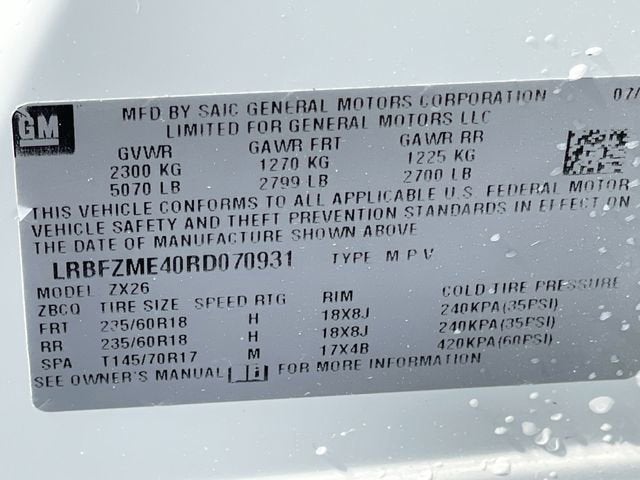 GM
MFD BY SAIC GENERAL MOTORS CORPORATION 07/
LIMITED FOR GENERAL MOTORS LLC
GVWR GAWR FRT GAWR RR
2300 KG 1270 KG 1225 KG
5070 LB 2799 LB 2700 LB
THIS VEHICLE CONFORMS TO ALL APPLICABLE U.S. FEDERAL MOTOR
VEHICLE SAFETY AND THEFT PREVENTION STANDARDS IN EFFECT ON
THE DATE OF MANUFACTURE SHOWN ABOVE
LRBFZME40RD070931 TYPE M P V
MODEL ZX26
ZBCQ TIRE SIZE SPEED RTG RIM COLD TIRE PRESSURE
FRT 235/60R18 H 18X8J 240KPA(35PSI)
RR 235/60R18 H 18X8J 240KPA(35PSI)
SPA T145/70R17 M 17X4B 420KPA(60PSI)
SEE OWNER'S MANUAL i FOR MORE INFORMATION